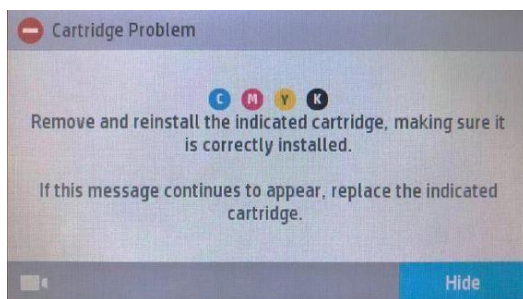 Cartridge Problem
C M Y K
Remove and reinstall the indicated cartridge, making sure it
is correctly installed.
If this message continues to appear, replace the indicated
cartridge.
Hide